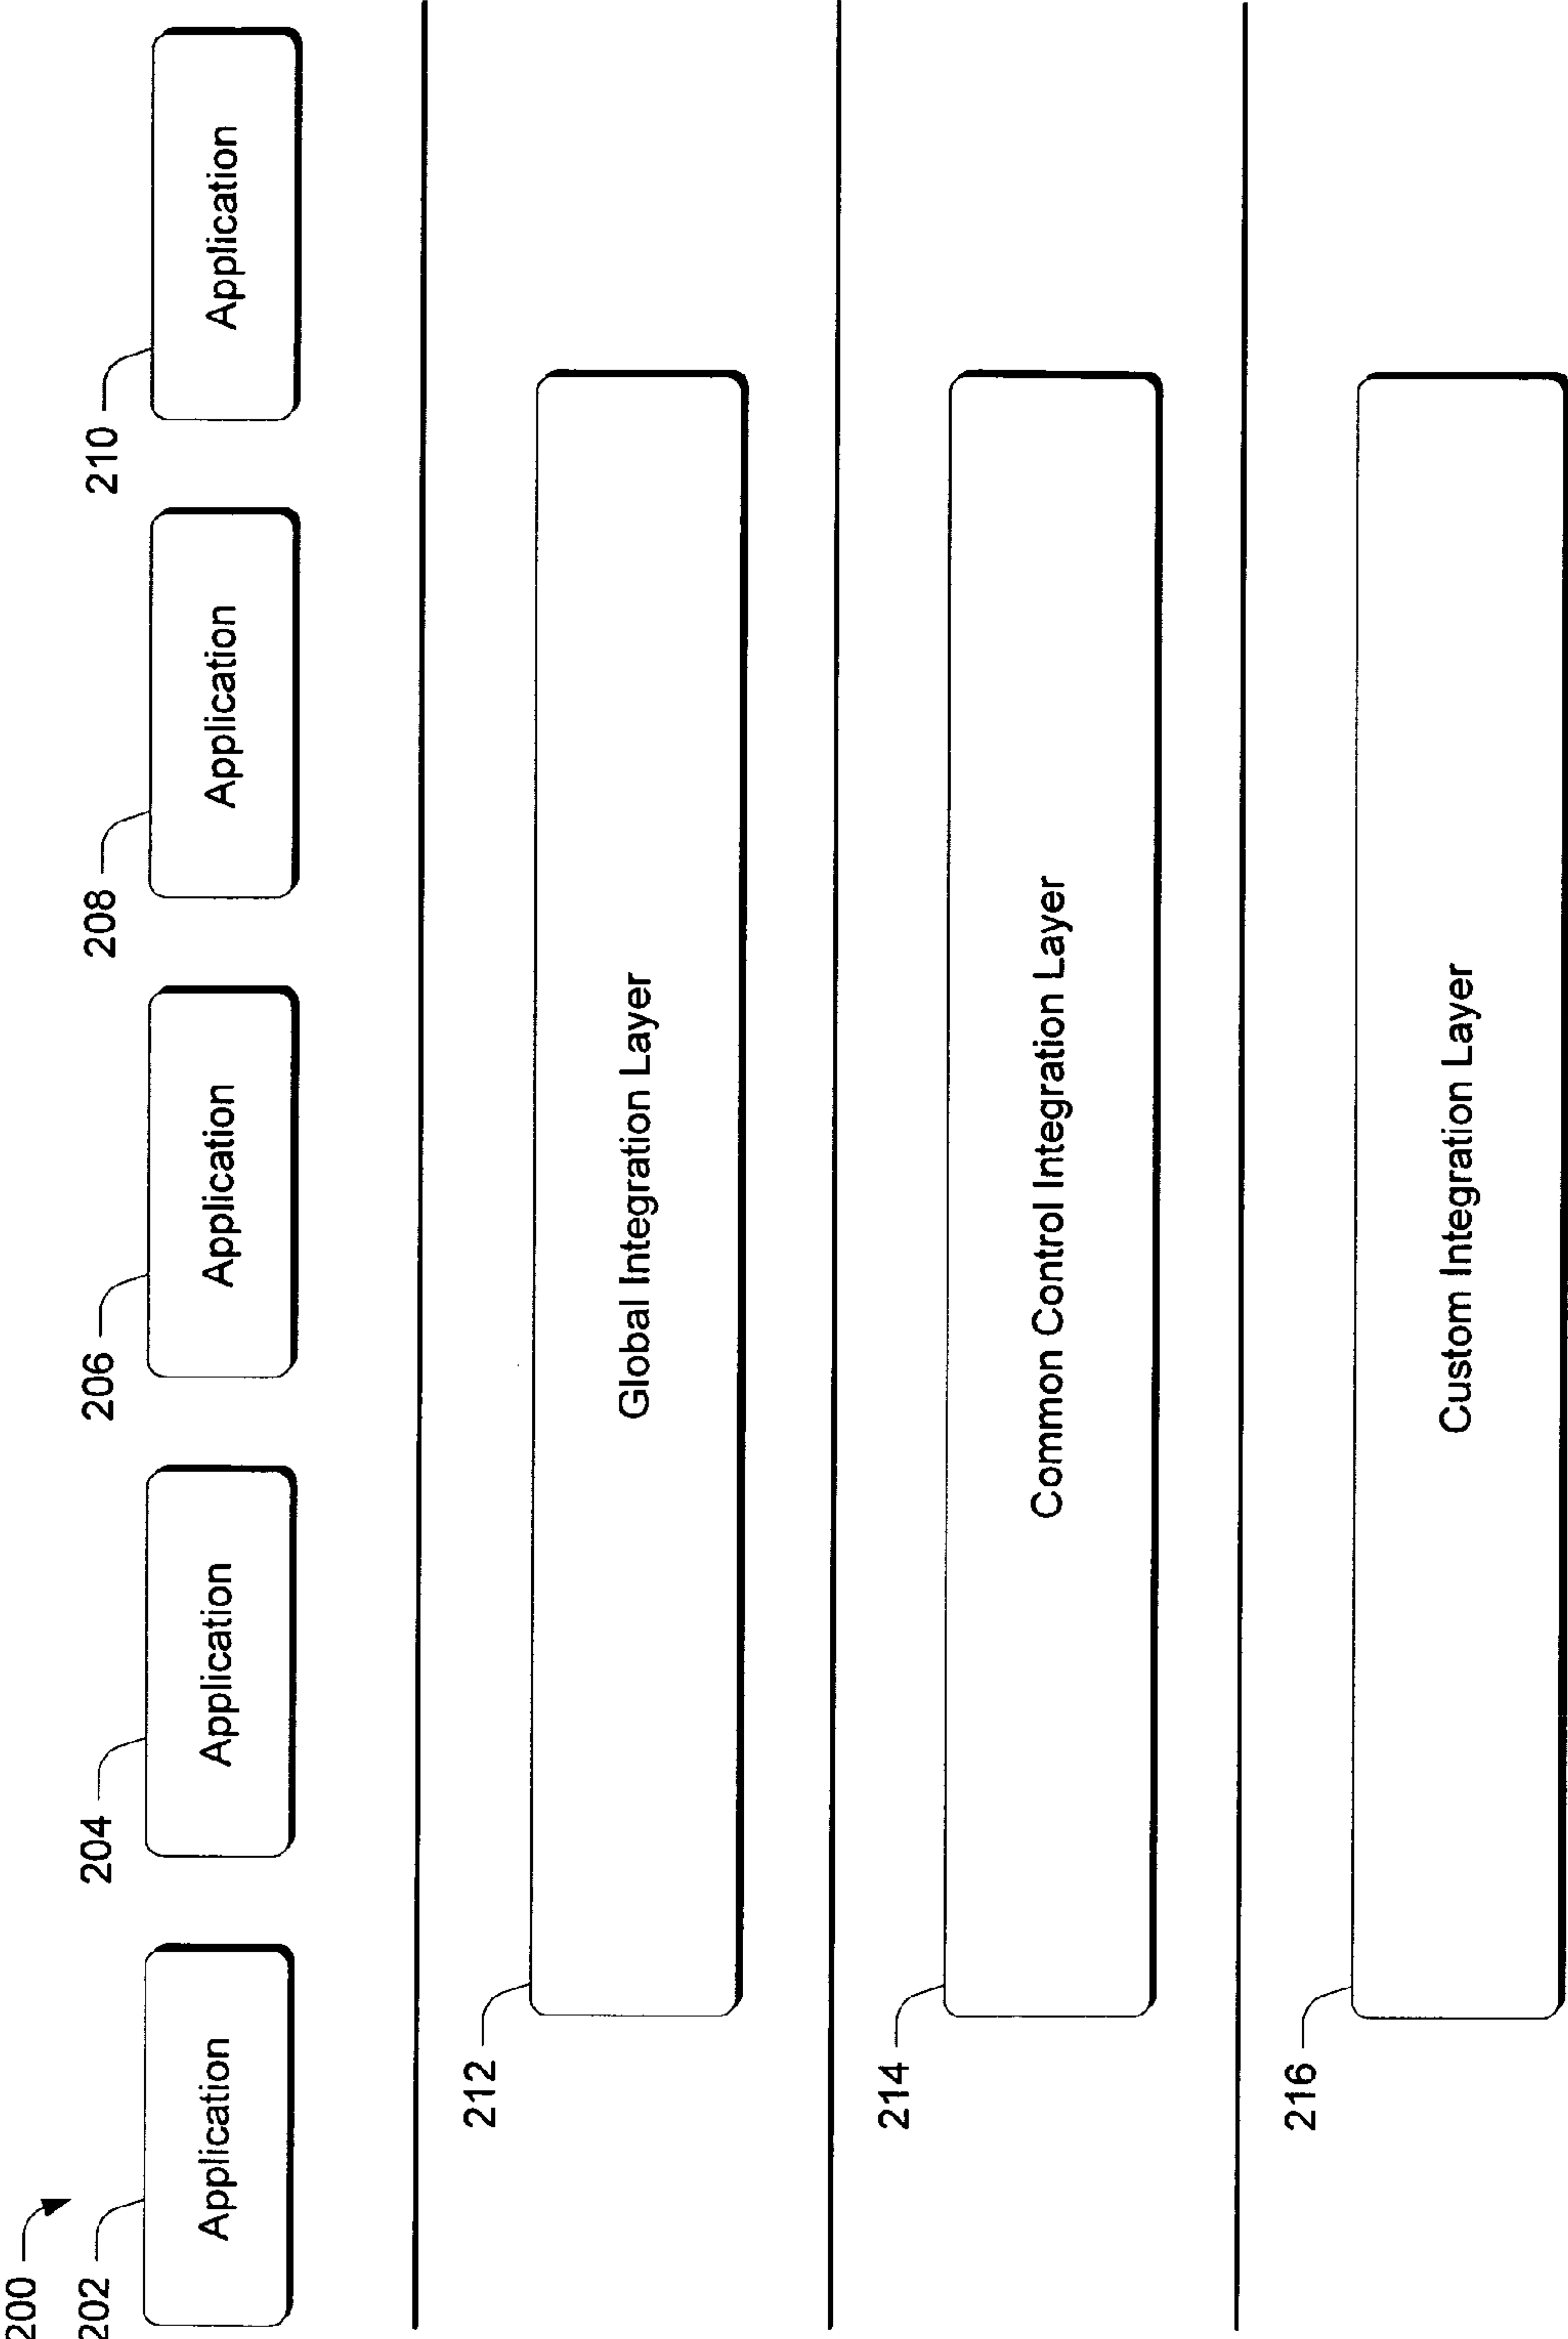 200
202
204
206
208
210
Application
Application
Application
Application
Application
212
Global Integration Layer
214
Common Control Integration Layer
216
Custom Integration Layer